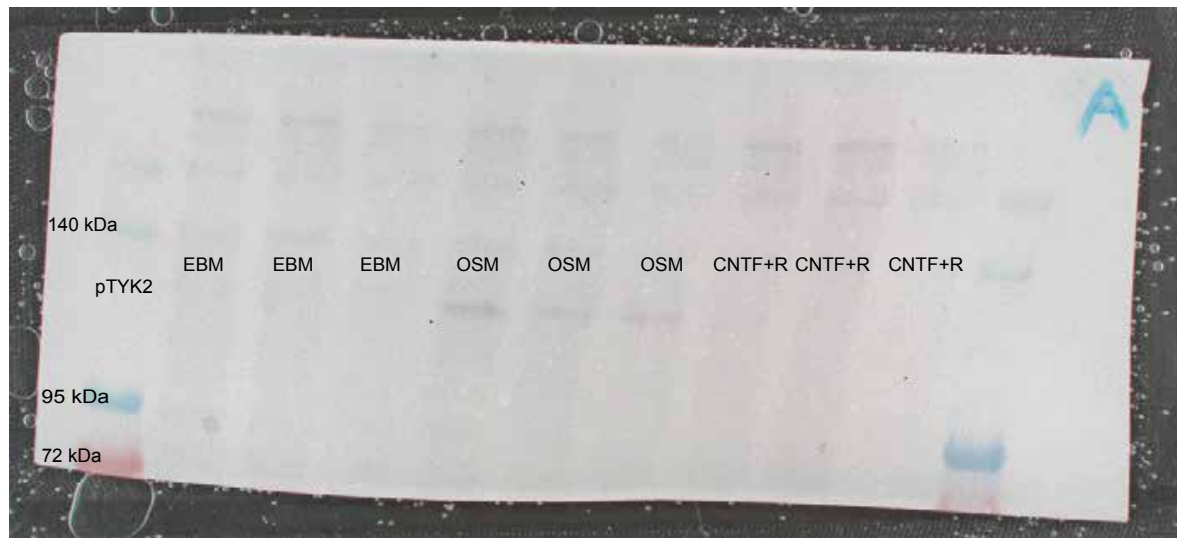 A
140 kDa
EBM EBM EBM OSM OSM OSM CNTF+R CNTF+R CNTF+R
pTYK2
95 kDa
72 kDa